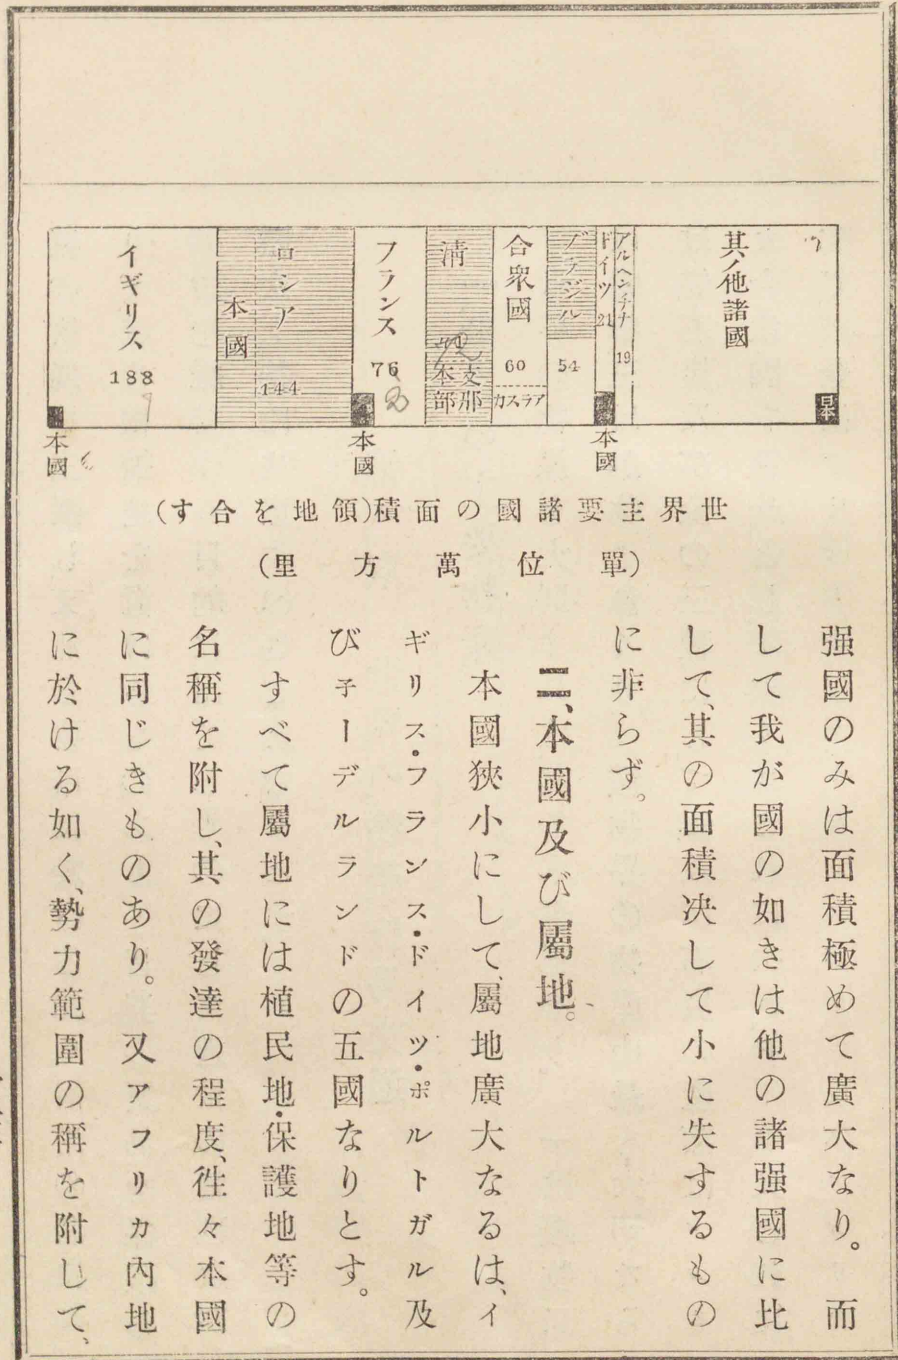 其ノ他諸國
日本
アルヘンチナ 19
ドイツ 21
本國
ブラジル 54
合衆國 60
アラスカ
清
支那本部
フランス 76
本國
ロシア 144
本國
イギリス 188
本國
世界主要諸國の面積(領地を合す)
(單位萬方里)
强國のみは面積極めて廣大なり。而
して我が國の如きは他の諸强國に比
して、其の面積决して小に失するもの
に非らず。
二、本國及び屬地。
本國狹小にして、屬地廣大なるは、イ
ギリス・フランス・ドイツ・ポルトガル及
び子ーデルランドの五國なりとす。
すべて屬地には植民地・保護地等の
名稱を附し、其の發達の程度、徃々本國
に同じきものあり。又アフリカ內地
に於ける如く、勢力範圍の稱を附して、